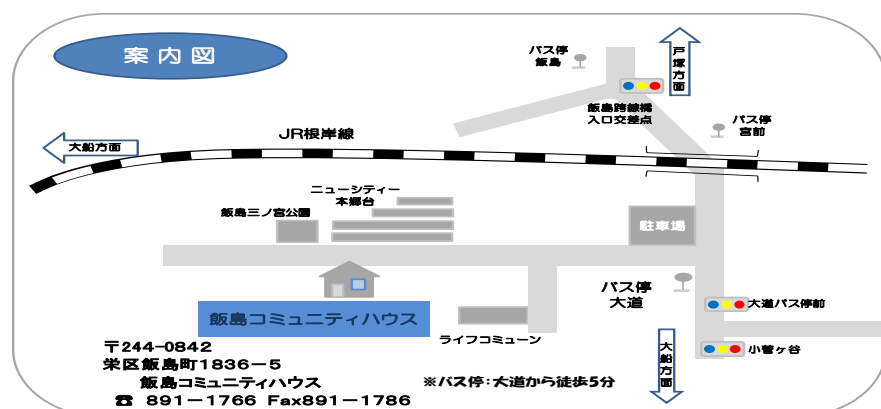 案内図
バス停
飯島
戸塚方面
飯島跨線橋
入口交差点
バス停
宮前
JR根岸線
大船方面
ニューシティー
本郷台
飯島三ノ宮公園
駐車場
バス停
大道
大道バス停前
飯島コミュニティハウス
ライフコミューン
小菅ヶ谷
大船方面
〒244-0842
栄区飯島町1836-5
飯島コミュニティハウス
※バス停:大道から徒歩5分
☎ 891-1766 Fax891-1786